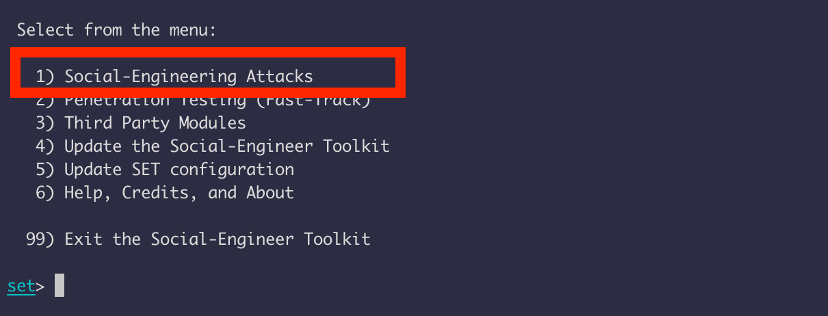 Select from the menu:
1) Social-Engineering Attacks
2) Penetration Testing (Fast-Track)
3) Third Party Modules
4) Update the Social-Engineer Toolkit
5) Update SET configuration
6) Help, Credits, and About
99) Exit the Social-Engineer Toolkit
set>